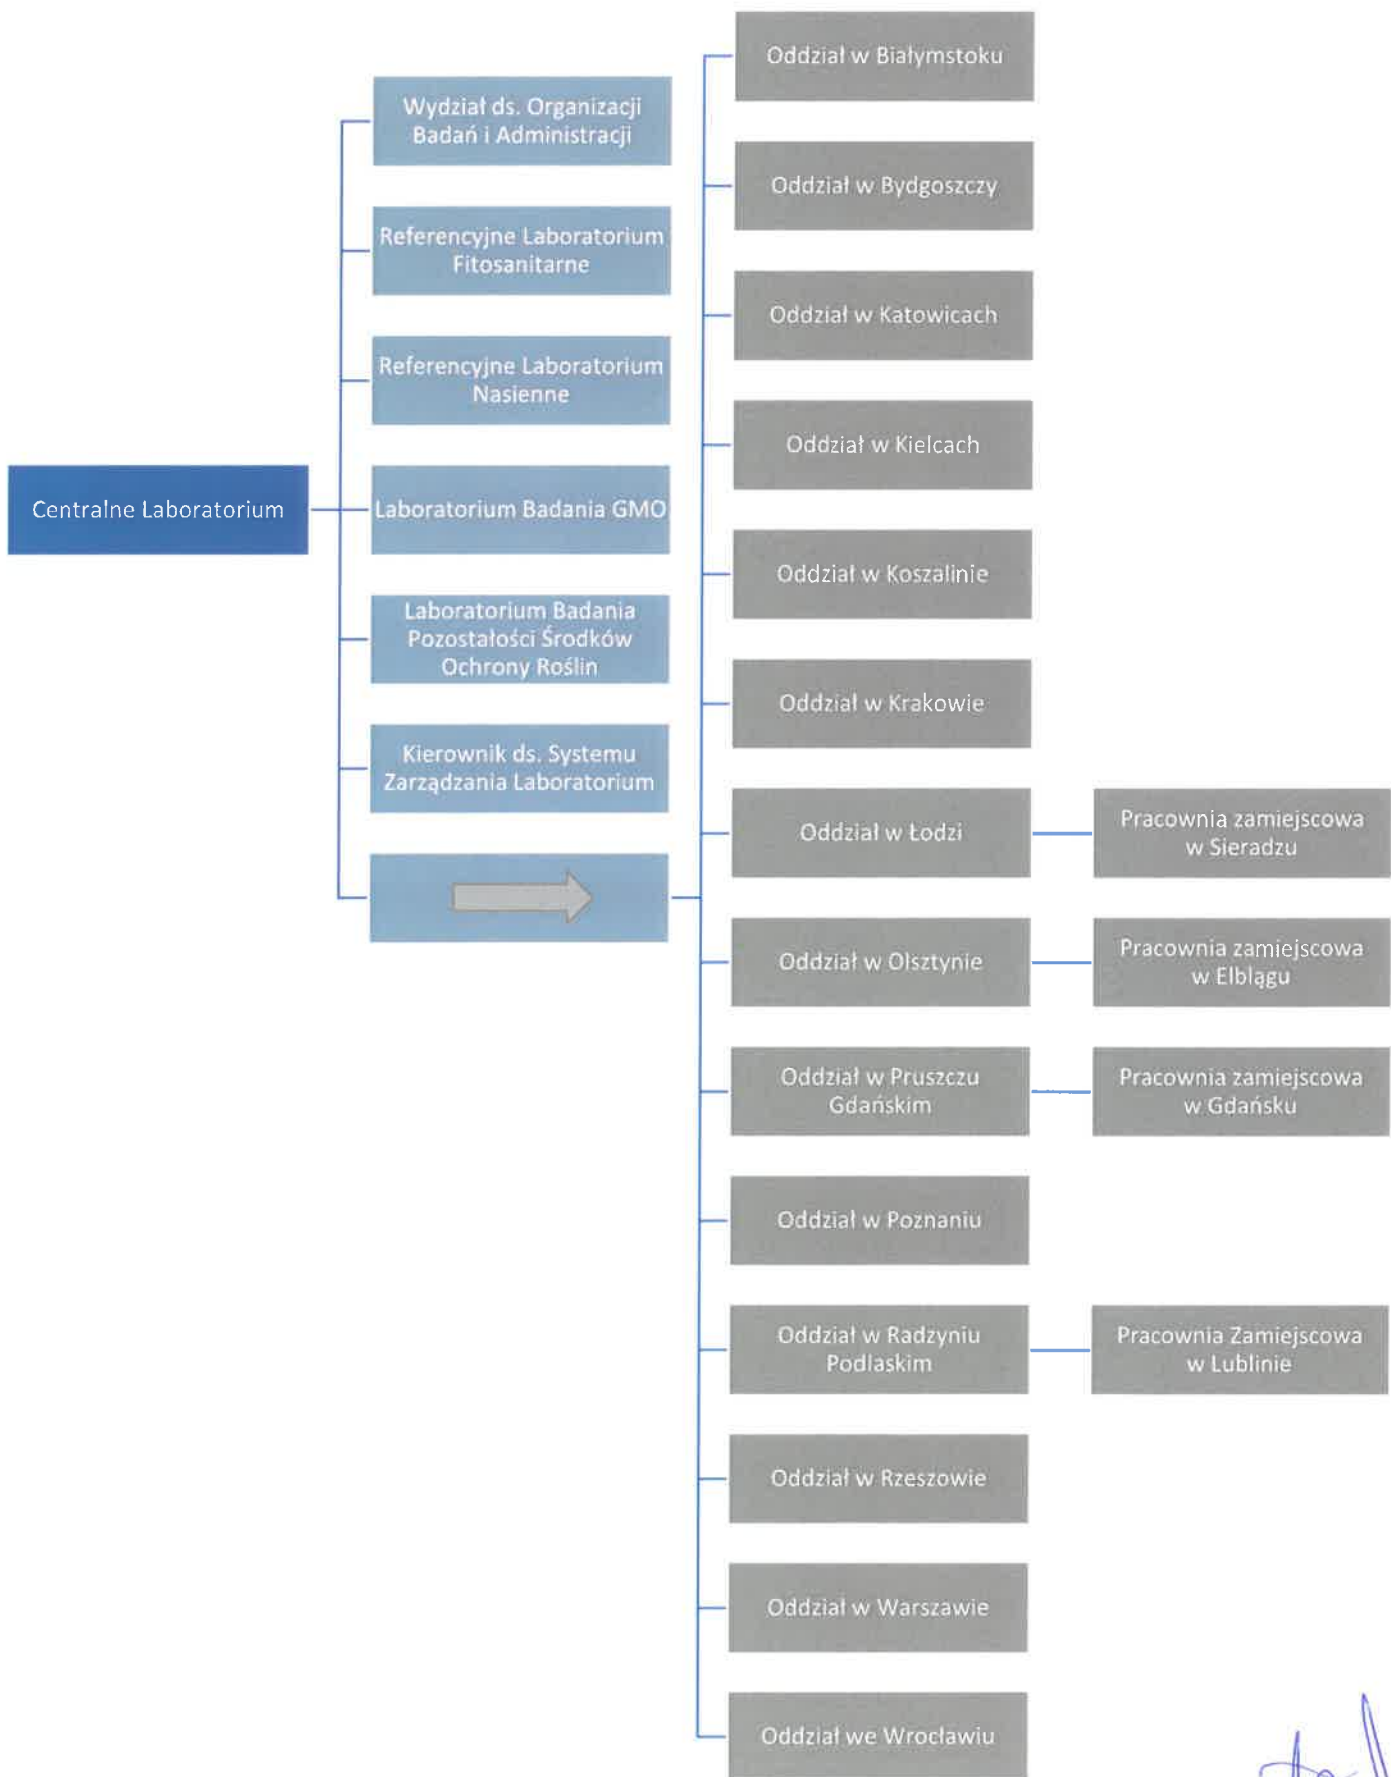 Centralne Laboratorium
Wydział ds. Organizacji
Badań i Administracji
Referencyjne Laboratorium
Fitosanitarne
Referencyjne Laboratorium
Nasienne
Laboratorium Badania GMO
Laboratorium Badania
Pozostałości Środków
Ochrony Roślin
Kierownik ds. Systemu
Zarządzania Laboratorium
Oddział w Białymstoku
Oddział w Bydgoszczy
Oddział w Katowicach
Oddział w Kielcach
Oddział w Koszalinie
Oddział w Krakowie
Oddział w Łodzi
Pracownia zamiejscowa
w Sieradzu
Oddział w Olsztynie
Pracownia zamiejscowa
w Elblągu
Oddział w Pruszczu
Gdańskim
Pracownia zamiejscowa
w Gdańsku
Oddział w Poznaniu
Oddział w Radzyniu
Podlaskim
Pracownia Zamiejscowa
w Lublinie
Oddział w Rzeszowie
Oddział w Warszawie
Oddział we Wrocławiu